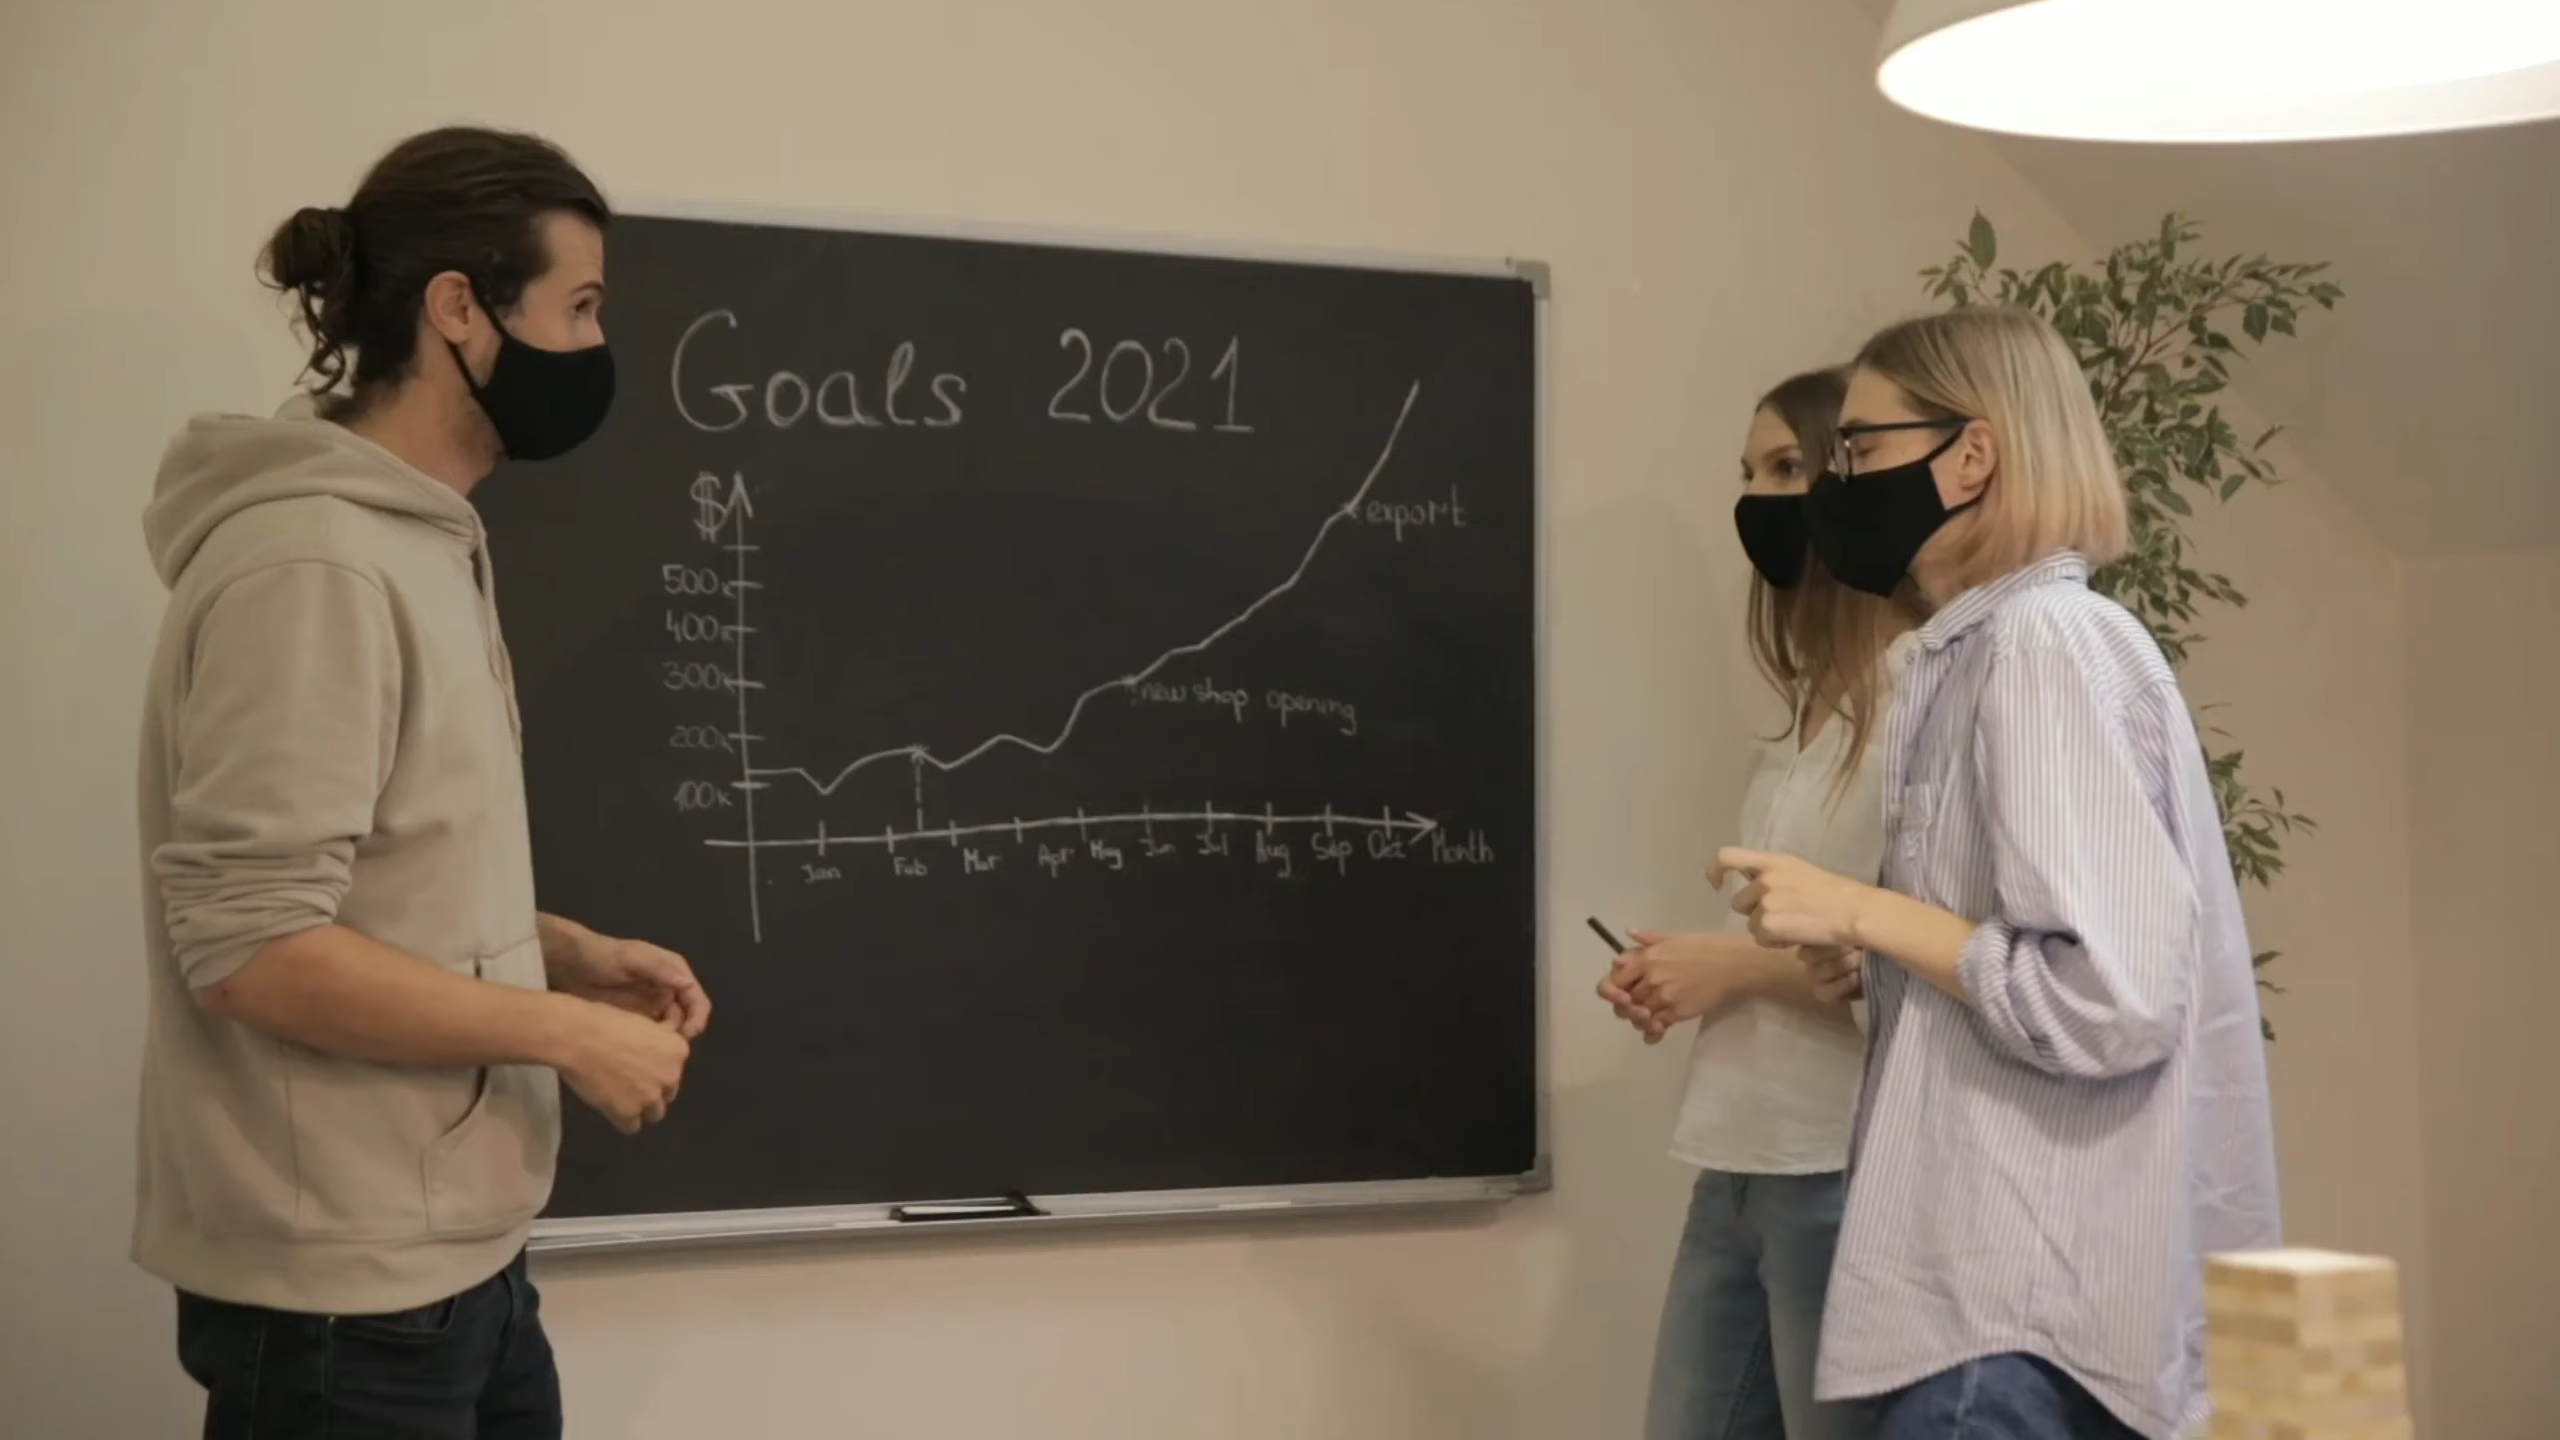 Goals 2021
$
export
500k
400k
300k
new shop opening
200k
100k
Jan Feb Mar Apr May Jun Jul Aug Sep Oct Month